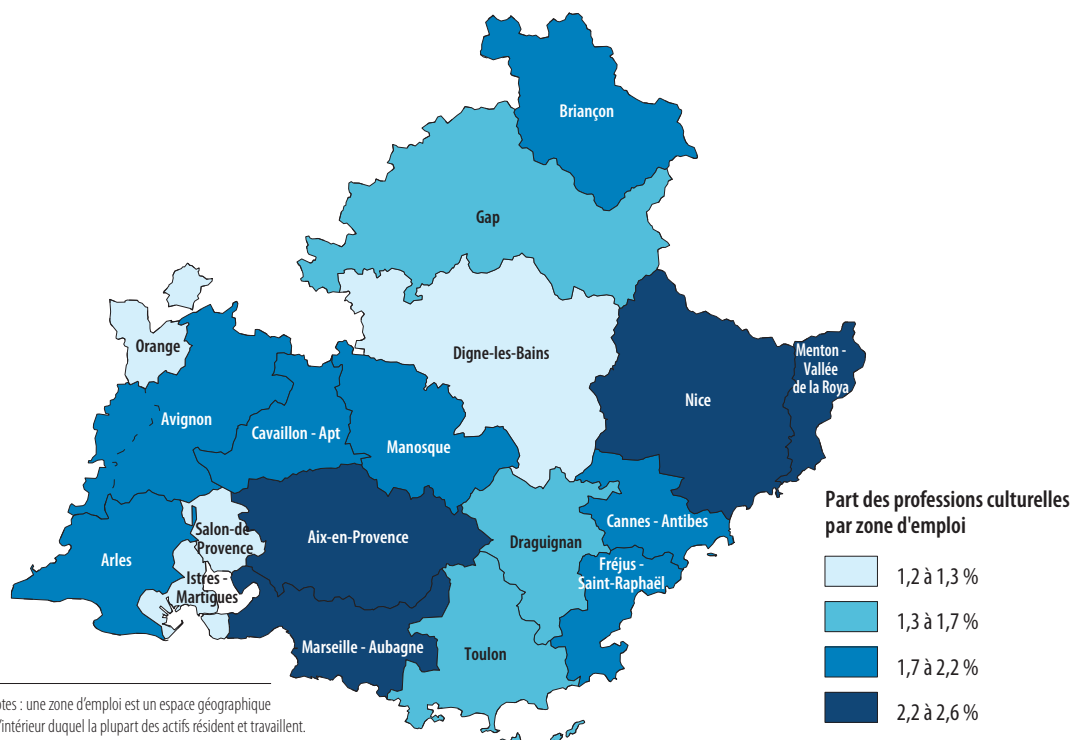 Briançon
Gap
Orange
Digne-les-Bains
Menton -
Vallée
de la Roya
Nice
Avignon
Cavaillon - Apt
Manosque
Part des professions culturelles
par zone d'emploi
Salon-de
Provence
Aix-en-Provence
Cannes - Antibes
Draguignan
Arles
Fréjus -
Saint-Raphaël
Istres -
Martigues
Marseille - Aubagne
Toulon
1,2 à 1,3 %
1,3 à 1,7 %
1,7 à 2,2 %
2,2 à 2,6 %
otes : une zone d'emploi est un espace géographique
l'intérieur duquel la plupart des actifs résident et travaillent.